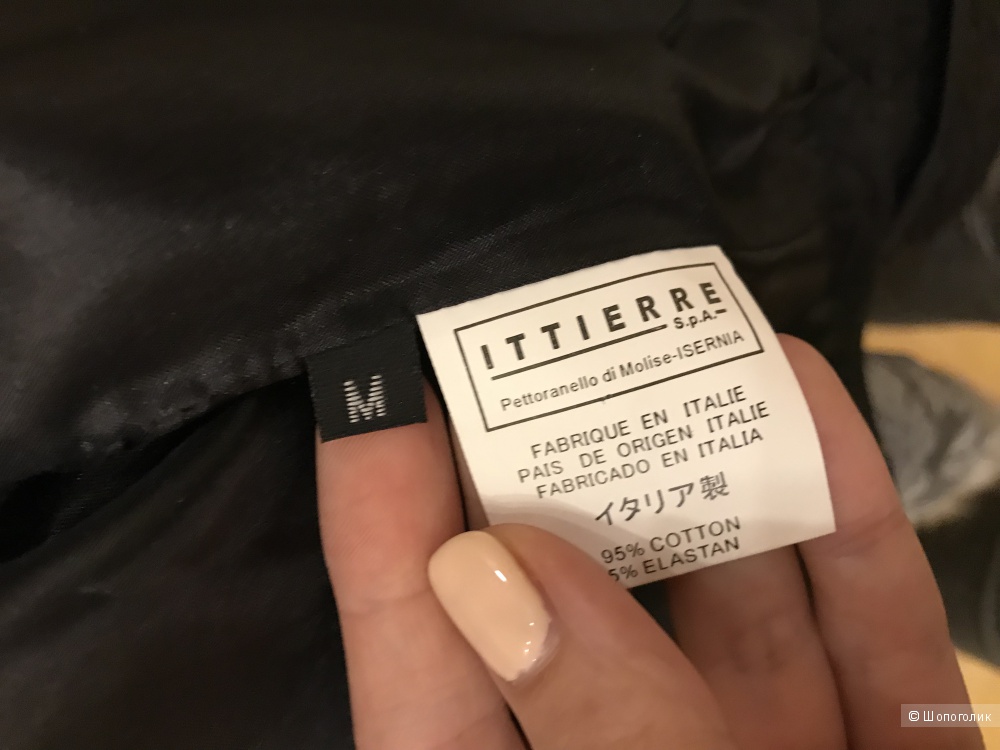 M
ITTIERRE
S.p.A.
Pettoranello di Molise-ISERNIA
FABRIQUE EN ITALIE
PAIS DE ORIGEN ITALIE
FABRICADO EN ITALIA
イタリア製
95% COTTON
5% ELASTAN
© Шопоголик